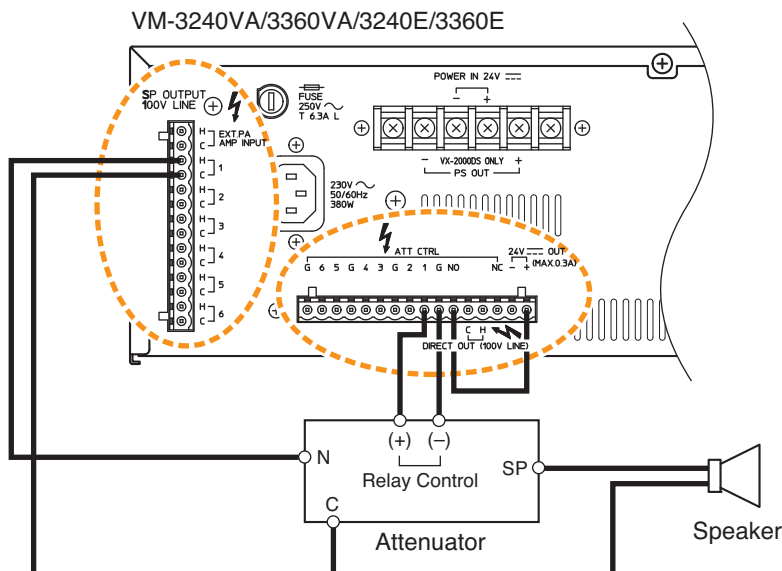 VM-3240VA/3360VA/3240E/3360E
SP OUTPUT
100V LINE
FUSE
250V
T 6.3A L
POWER IN 24V
− +
H
C
EXT.PA
AMP INPUT
H
C
1
H
C
2
H
C
3
H
C
4
H
C
5
H
C
6
− VX-2000DS ONLY +
PS OUT
230V
50/60Hz
380W
ATT CTRL
24V OUT
(MAX.0.3A)
G 6 5 G 4 3 G 2 1 G NO NC − +
C H
DIRECT OUT (100V LINE)
(+) (−)
Relay Control
N
SP
C
Attenuator
Speaker